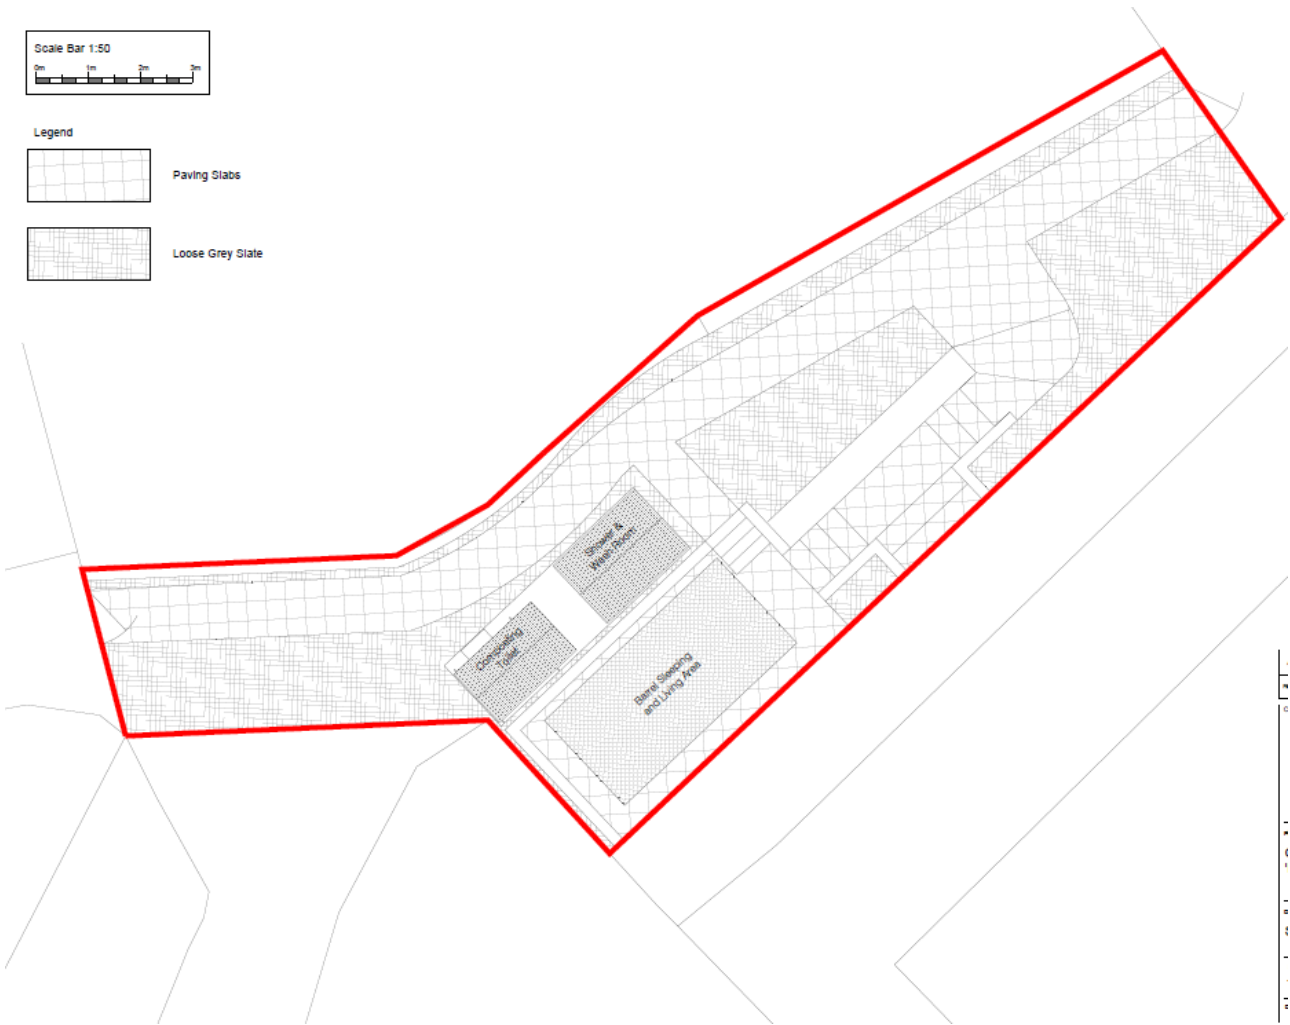 Scale Bar 1:50
0m 1m 2m 3m
Legend
Paving Slabs
Loose Grey Slate
Shower &
Wash Room
Composting
Toilet
Barrel Sleeping
and Living Area